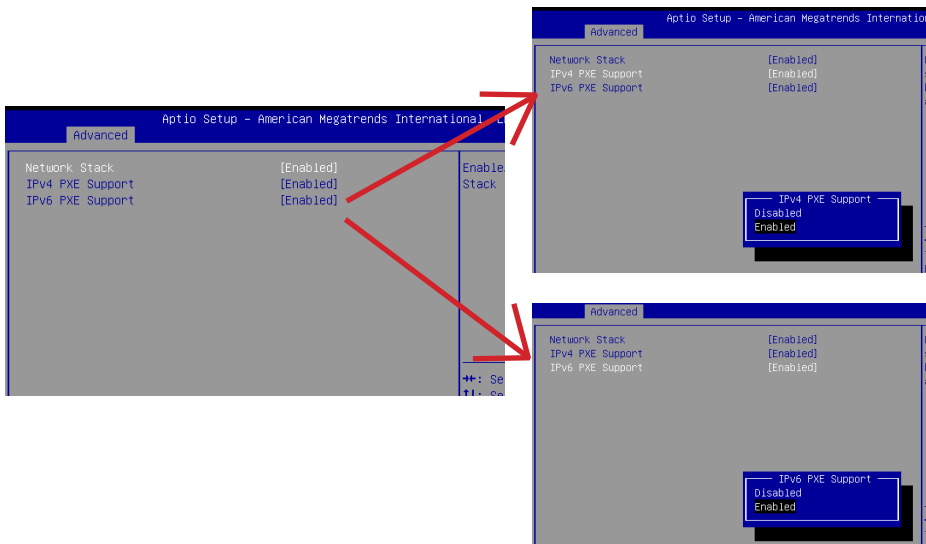 Aptio Setup – American Megatrends International
Advanced
Network Stack [Enabled]
IPv4 PXE Support [Enabled]
IPv6 PXE Support [Enabled]
Enable
Stack
→←: Se
↑↓: Se
Aptio Setup – American Megatrends Internation
Advanced
Network Stack [Enabled]
IPv4 PXE Support [Enabled]
IPv6 PXE Support [Enabled]
IPv4 PXE Support
Disabled
Enabled
Advanced
Network Stack [Enabled]
IPv4 PXE Support [Enabled]
IPv6 PXE Support [Enabled]
IPv6 PXE Support
Disabled
Enabled